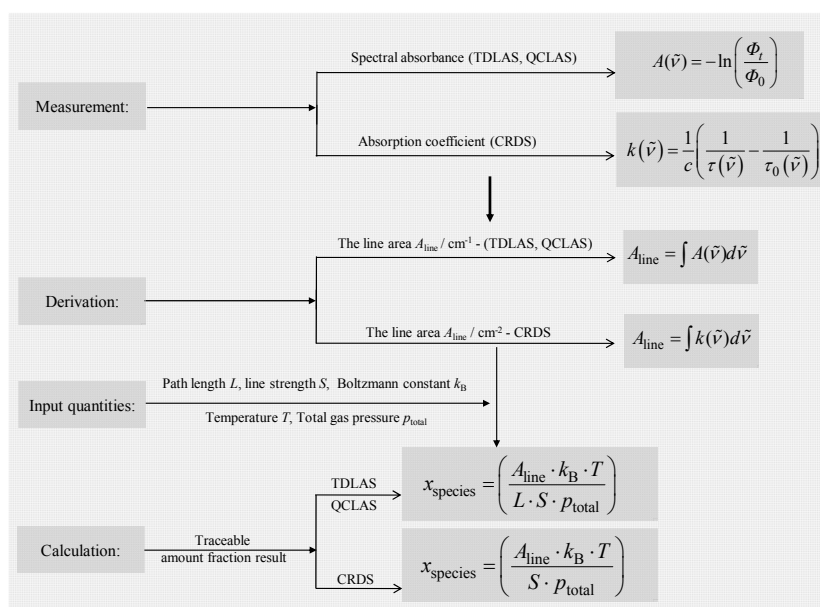 Spectral absorbance (TDLAS, QCLAS)
A(ν̃) = −ln(Φt/Φ0)
Measurement:
Absorption coefficient (CRDS)
k(ν̃) = 1/c (1/τ(ν̃) − 1/τ0(ν̃))
The line area Aline / cm-1 - (TDLAS, QCLAS)
Aline = ∫ A(ν̃)dν̃
Derivation:
The line area Aline / cm-2 - CRDS
Aline = ∫ k(ν̃)dν̃
Path length L, line strength S, Boltzmann constant kB
Input quantities:
Temperature T, Total gas pressure ptotal
TDLAS
QCLAS
xspecies = (Aline · kB · T / L · S · ptotal)
Calculation:
Traceable
amount fraction result
CRDS
xspecies = (Aline · kB · T / S · ptotal)